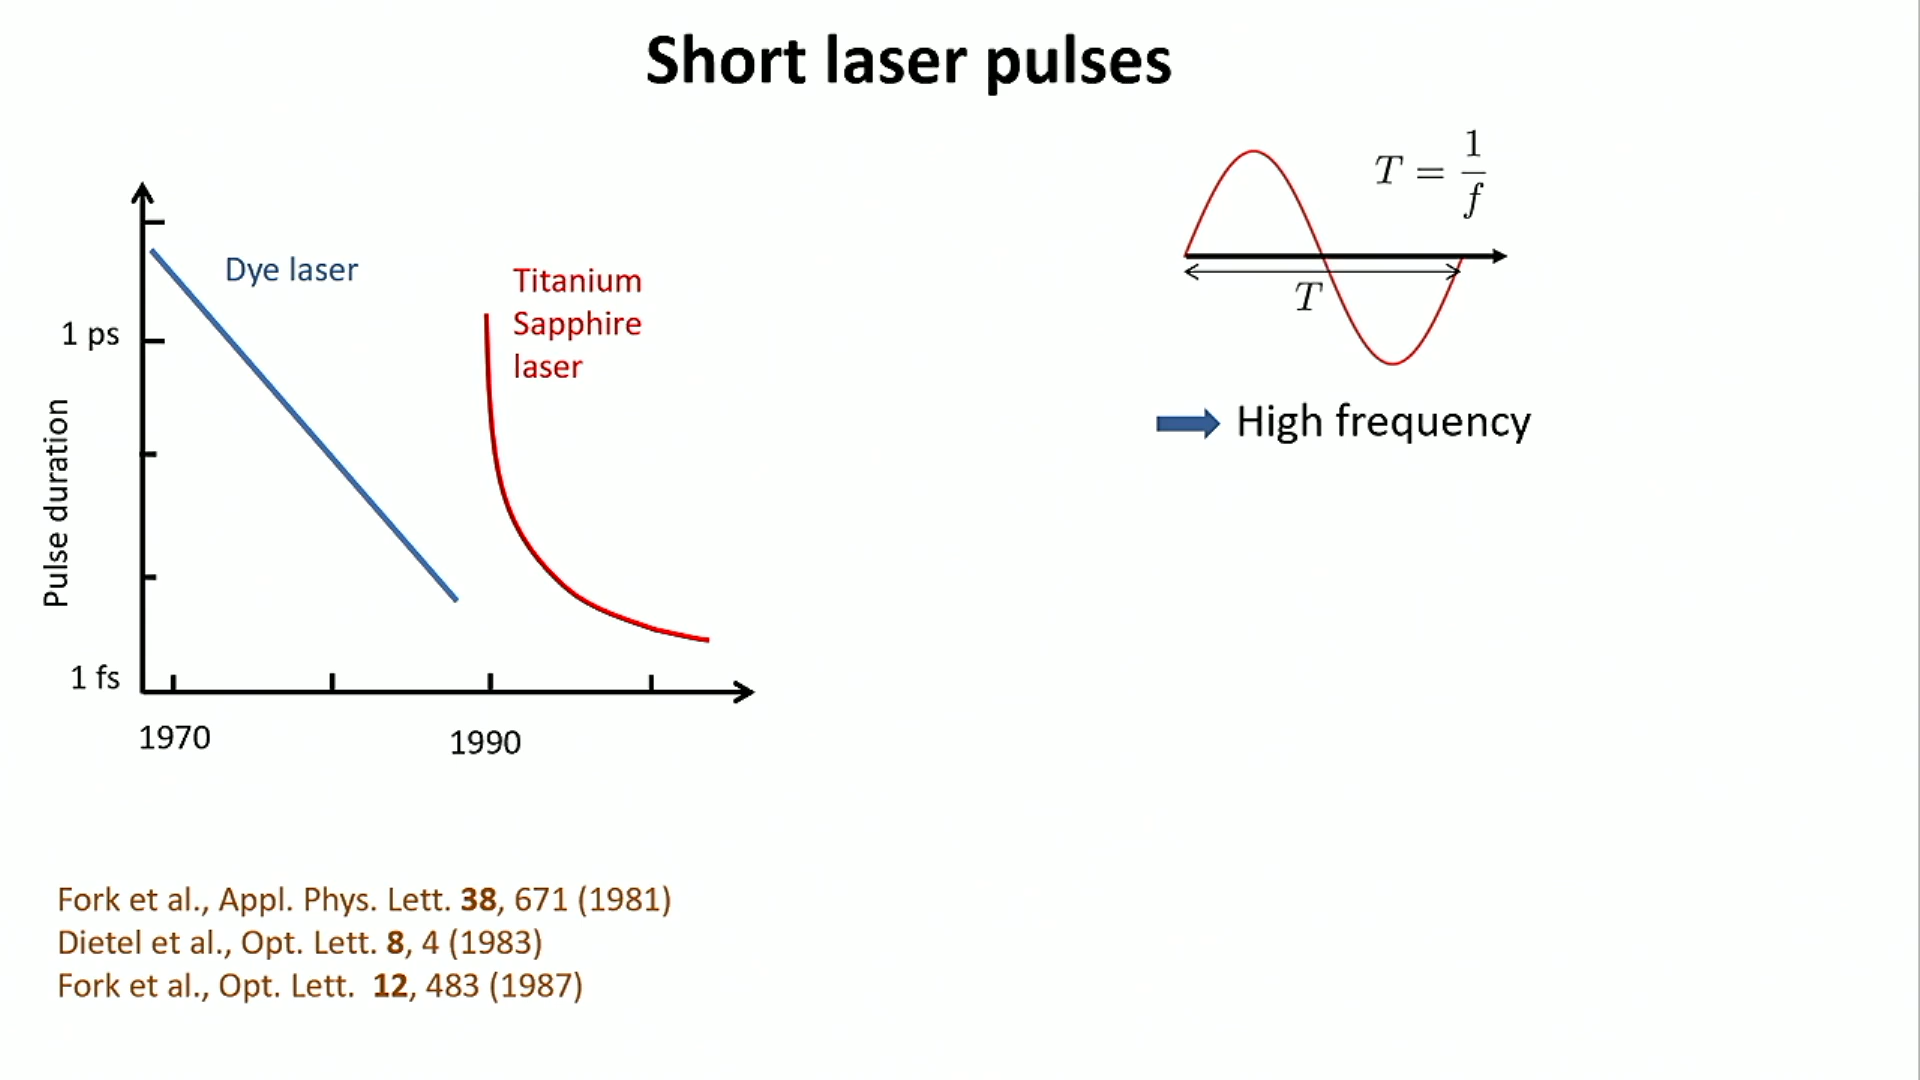 Short laser pulses
Dye laser
Titanium
Sapphire
laser
1 ps
Pulse duration
1 fs
1970
1990
T = 1/f
T
High frequency
Fork et al., Appl. Phys. Lett. 38, 671 (1981)
Dietel et al., Opt. Lett. 8, 4 (1983)
Fork et al., Opt. Lett. 12, 483 (1987)